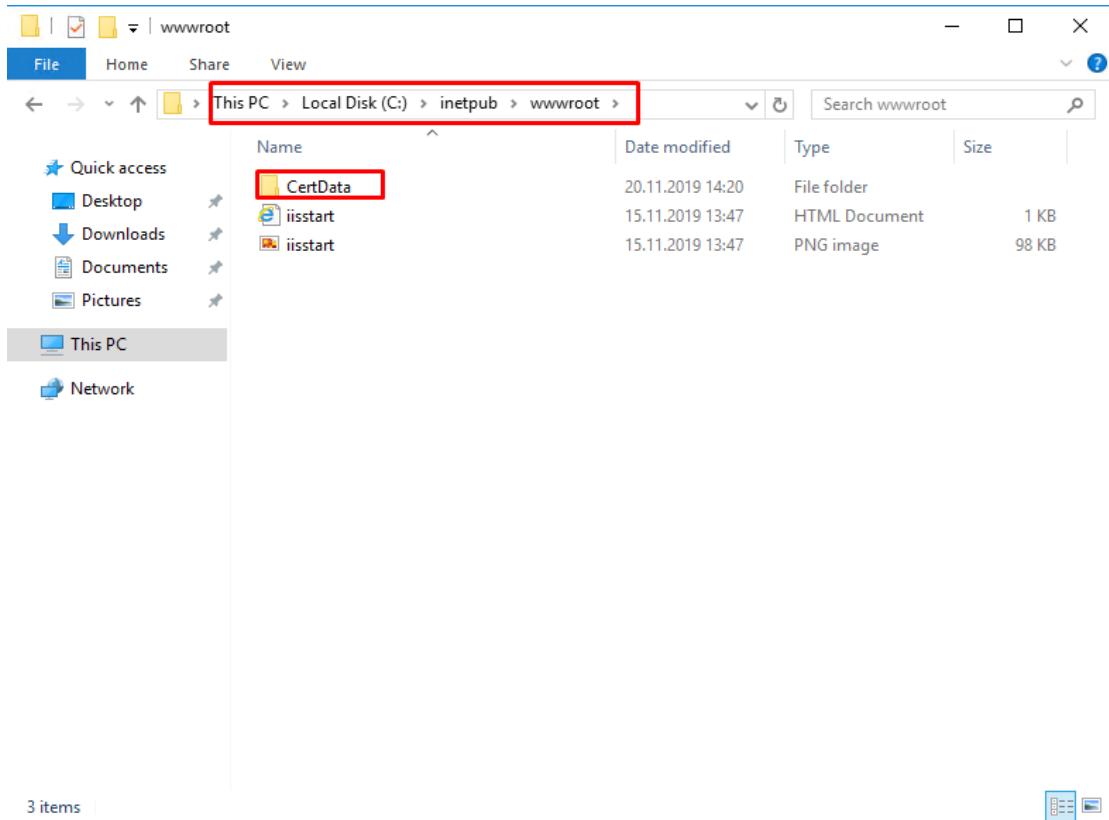 wwwroot
File Home Share View
This PC > Local Disk (C:) > inetpub > wwwroot >
Search wwwroot
Name Date modified Type Size
Quick access
Desktop
Downloads
Documents
Pictures
This PC
Network
CertData 20.11.2019 14:20 File folder
iisstart 15.11.2019 13:47 HTML Document 1 KB
iisstart 15.11.2019 13:47 PNG image 98 KB
3 items